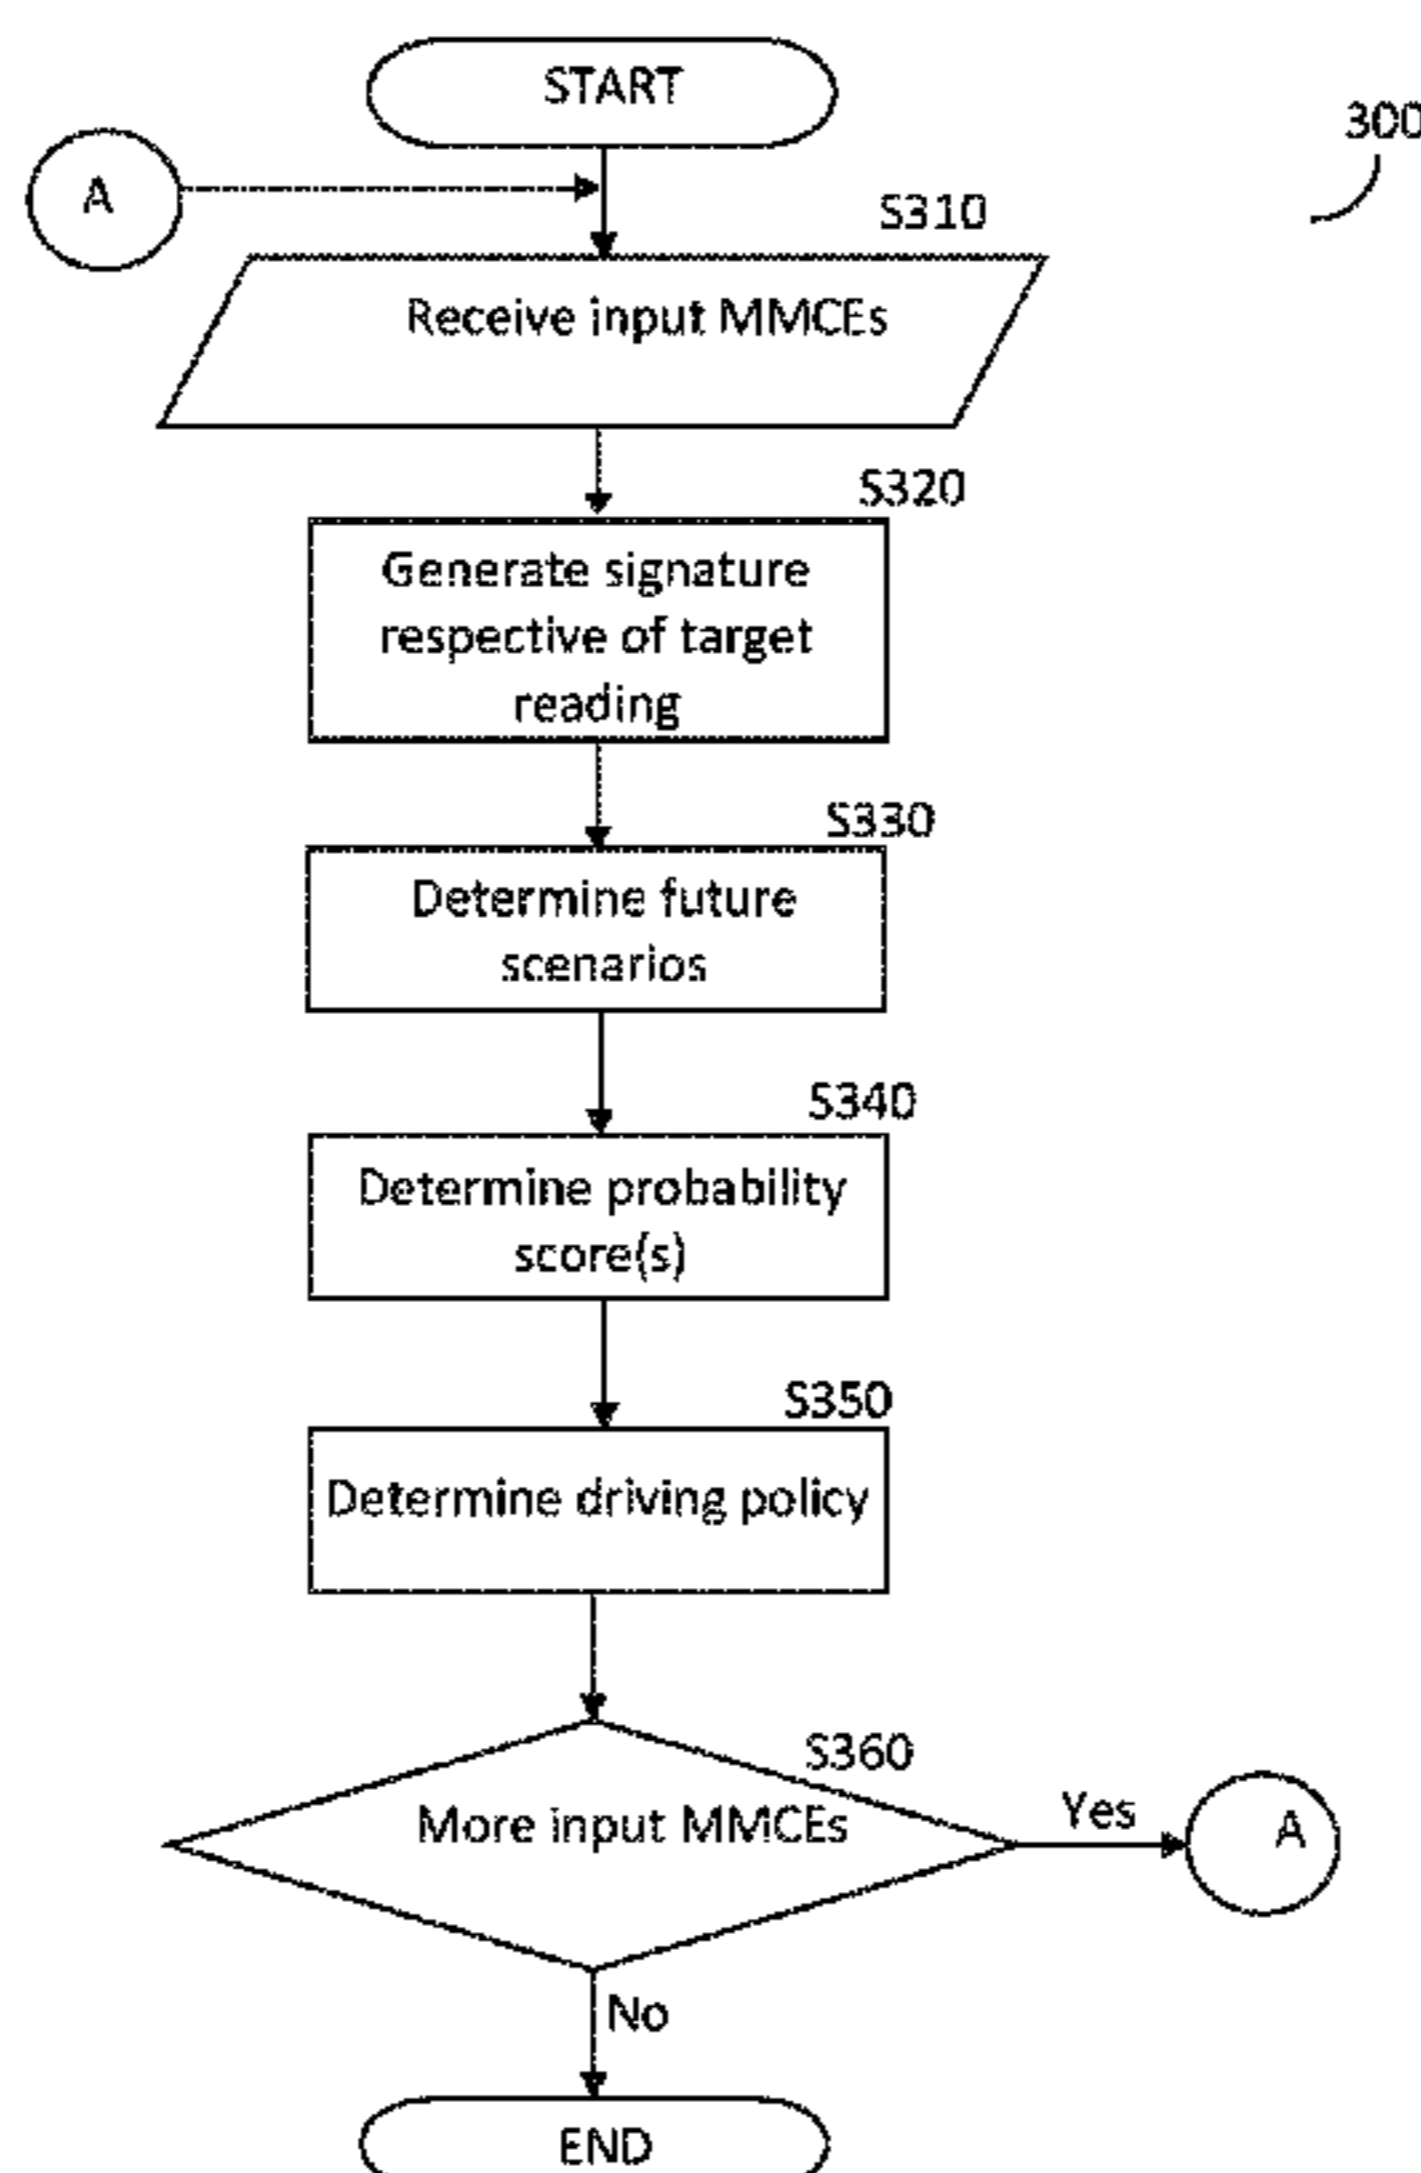 START
300
A
S310
Receive input MMCEs
S320
Generate signature
respective of target
reading
S330
Determine future
scenarios
S340
Determine probability
score(s)
S350
Determine driving policy
S360
More input MMCEs
Yes
A
No
END